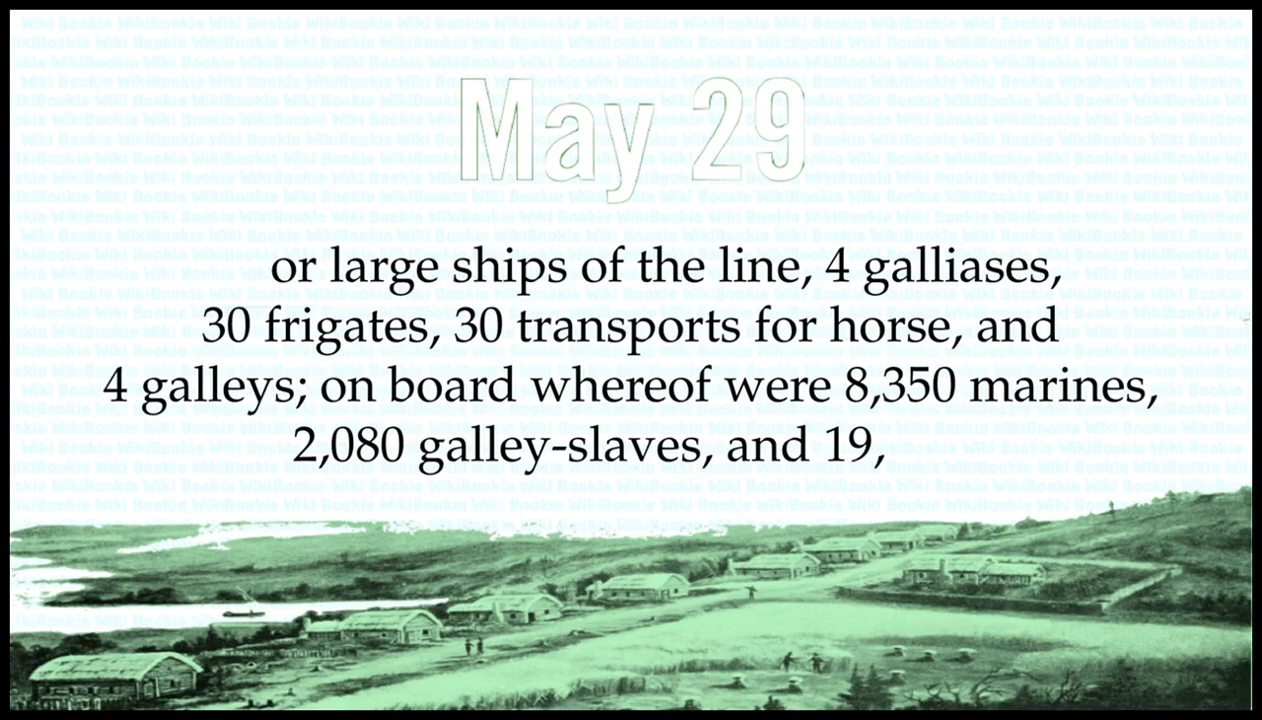 May 29
or large ships of the line, 4 galliases,
30 frigates, 30 transports for horse, and
4 galleys; on board whereof were 8,350 marines,
2,080 galley-slaves, and 19,